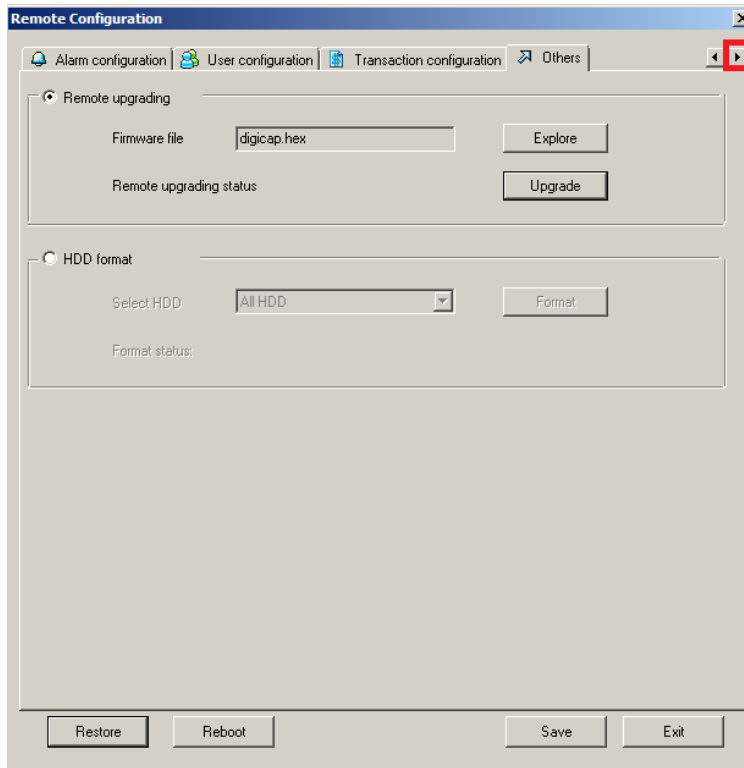 Remote Configuration
Alarm configuration User configuration Transaction configuration Others
Remote upgrading
Firmware file digicap.hex Explore
Remote upgrading status Upgrade
HDD format
Select HDD All HDD Format
Format status:
Restore Reboot Save Exit